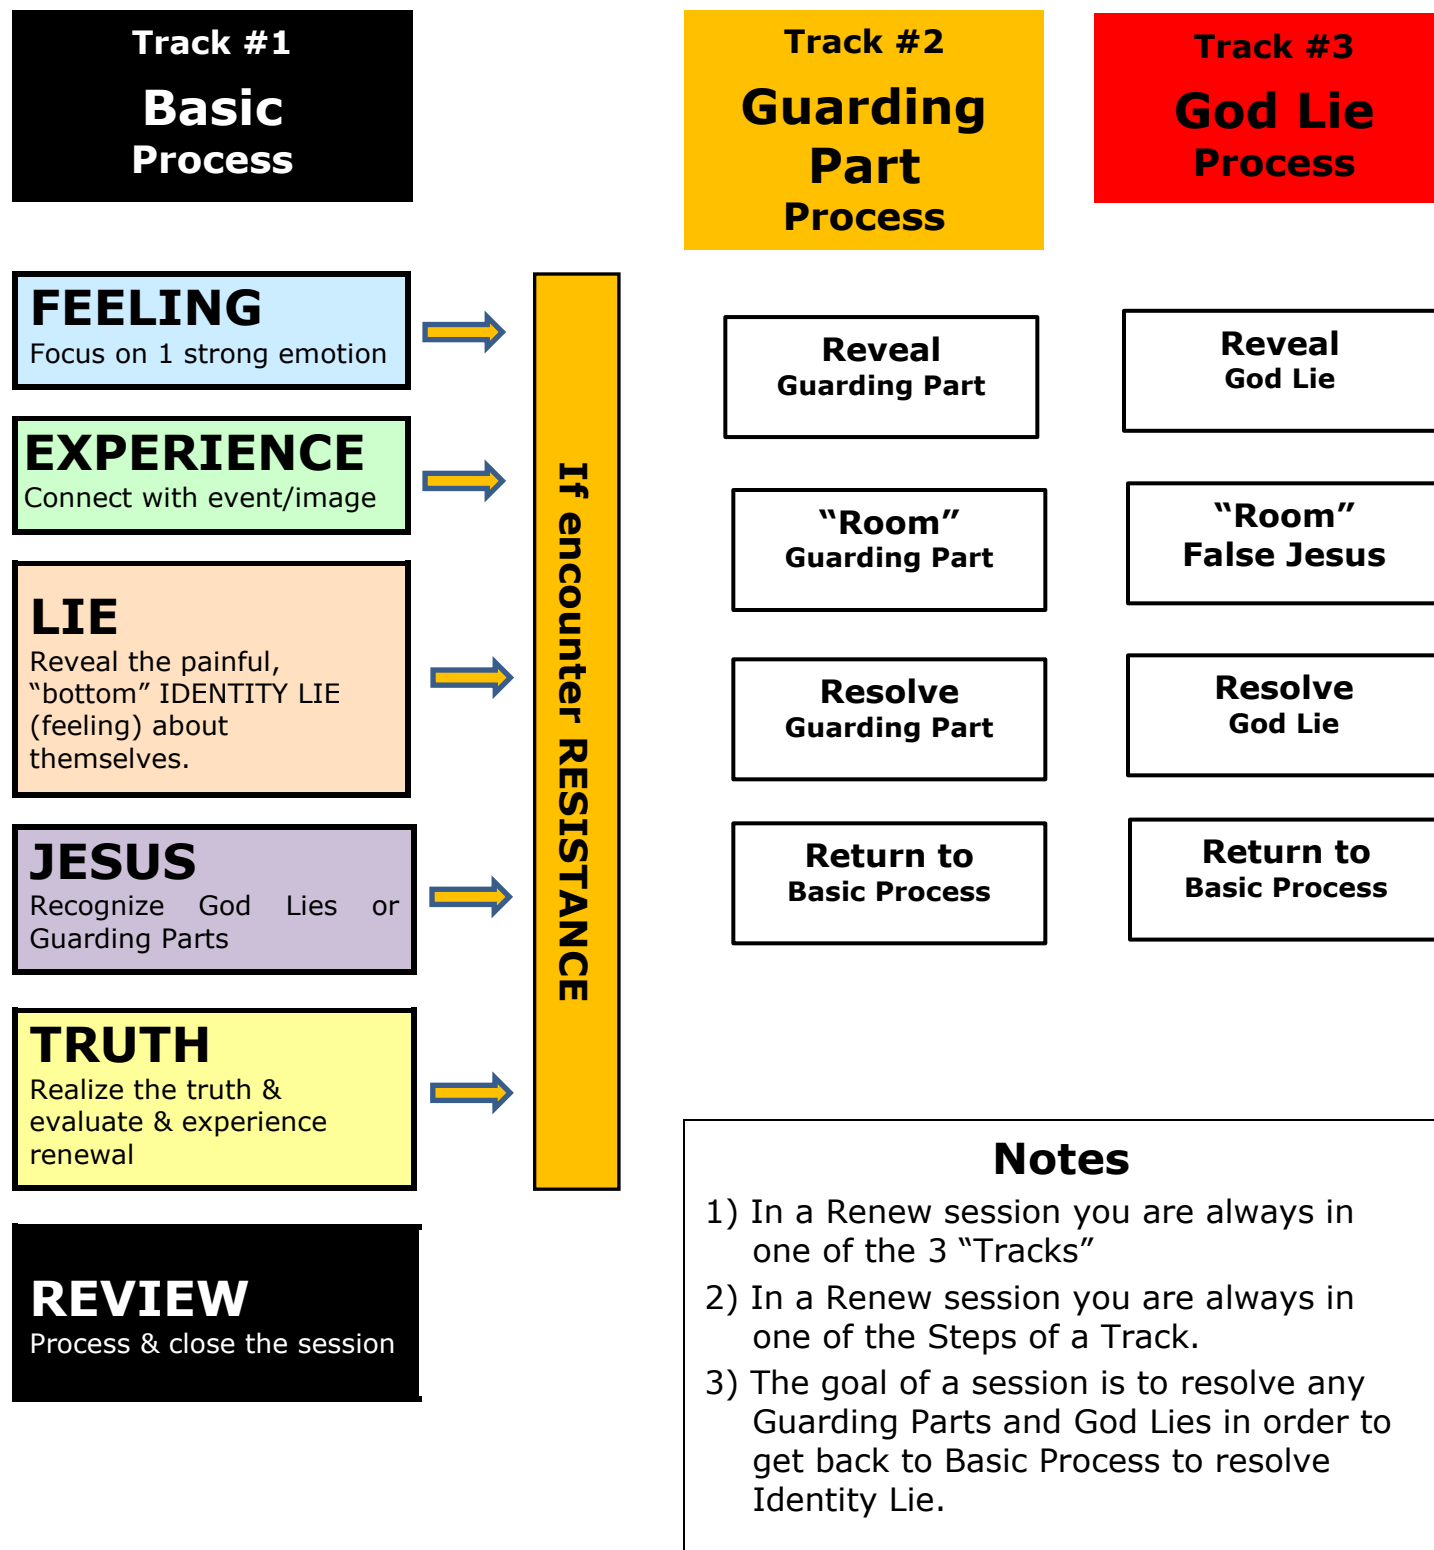 Track #1
Basic
Process
Track #2
Guarding
Part
Process
Track #3
God Lie
Process
FEELING
Focus on 1 strong emotion
EXPERIENCE
Connect with event/image
LIE
Reveal the painful,
“bottom” IDENTITY LIE
(feeling) about
themselves.
JESUS
Recognize God Lies or
Guarding Parts
TRUTH
Realize the truth &
evaluate & experience
renewal
REVIEW
Process & close the session
If encounter RESISTANCE
Reveal
Guarding Part
“Room”
Guarding Part
Resolve
Guarding Part
Return to
Basic Process
Reveal
God Lie
“Room”
False Jesus
Resolve
God Lie
Return to
Basic Process
Notes
1) In a Renew session you are always in
one of the 3 “Tracks”
2) In a Renew session you are always in
one of the Steps of a Track.
3) The goal of a session is to resolve any
Guarding Parts and God Lies in order to
get back to Basic Process to resolve
Identity Lie.